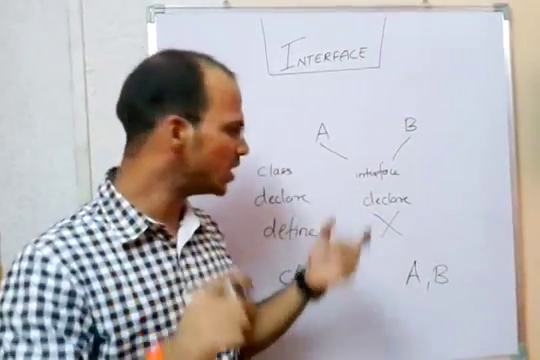 INTERFACE
A B
class interface
declare declare
define X
A, B